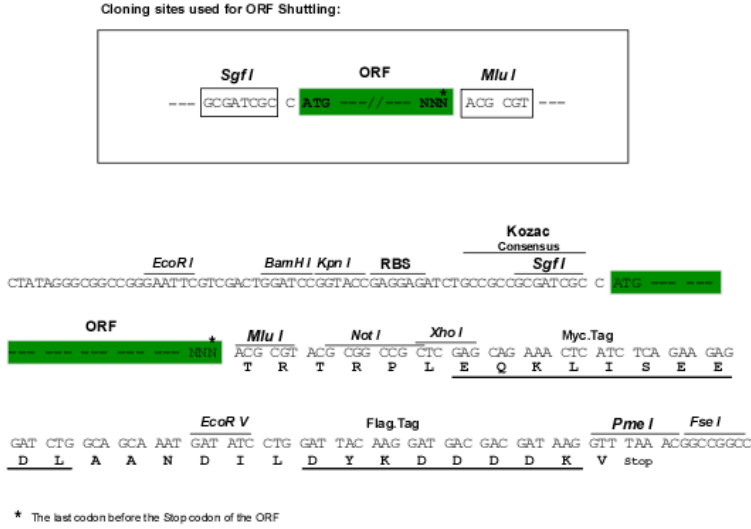 Cloning sites used for ORF Shuttling:
Sgf I ORF Mlu I
*
--- GCGATCGC C ATG ---//--- NNN ACG CGT ---
Kozac
Consensus
EcoR I BamH I Kpn I RBS Sgf I
CTATAGGGCGGCCGGGAATTCGTCGACTGGATCCGGTACCGAGGAGATCTGCCGCCGCGATCGC C ATG --- ---
ORF * Mlu I Not I Xho I Myc.Tag
--- --- --- --- --- --- NNN ACG CGT ACG CGG CCG CTC GAG CAG AAA CTC ATC TCA GAA GAG
T R T R P L E Q K L I S E E
EcoR V Flag.Tag Pme I Fse I
GAT CTG GCA GCA AAT GAT ATC CTG GAT TAC AAG GAT GAC GAC GAT AAG GTT TAA ACGGCCGGCC
D L A A N D I L D Y K D D D D K V Stop
* The last codon before the Stop codon of the ORF